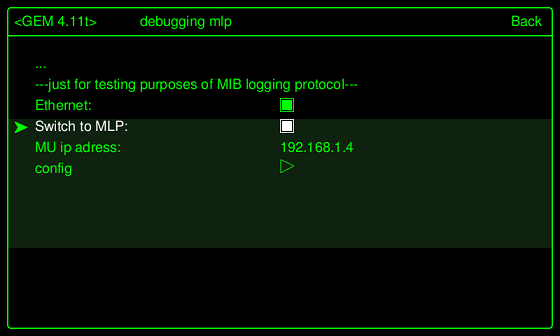 <GEM 4.11t> debugging mlp Back
...
---just for testing purposes of MIB logging protocol---
Ethernet:
Switch to MLP:
MU ip adress: 192.168.1.4
config